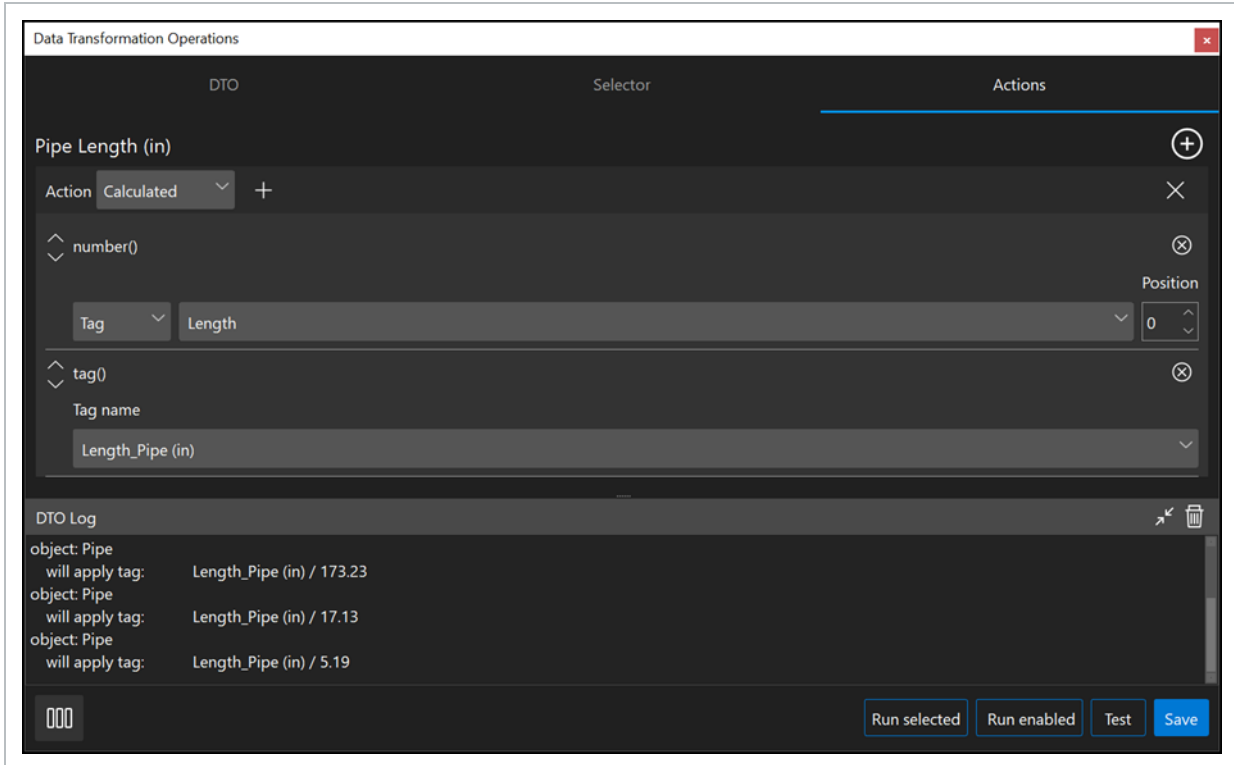 Data Transformation Operations
DTO Selector Actions
Pipe Length (in)
Action Calculated
number()
Position
Tag Length 0
tag()
Tag name
Length_Pipe (in)
DTO Log
object: Pipe
will apply tag: Length_Pipe (in) / 173.23
object: Pipe
will apply tag: Length_Pipe (in) / 17.13
object: Pipe
will apply tag: Length_Pipe (in) / 5.19
Run selected Run enabled Test Save